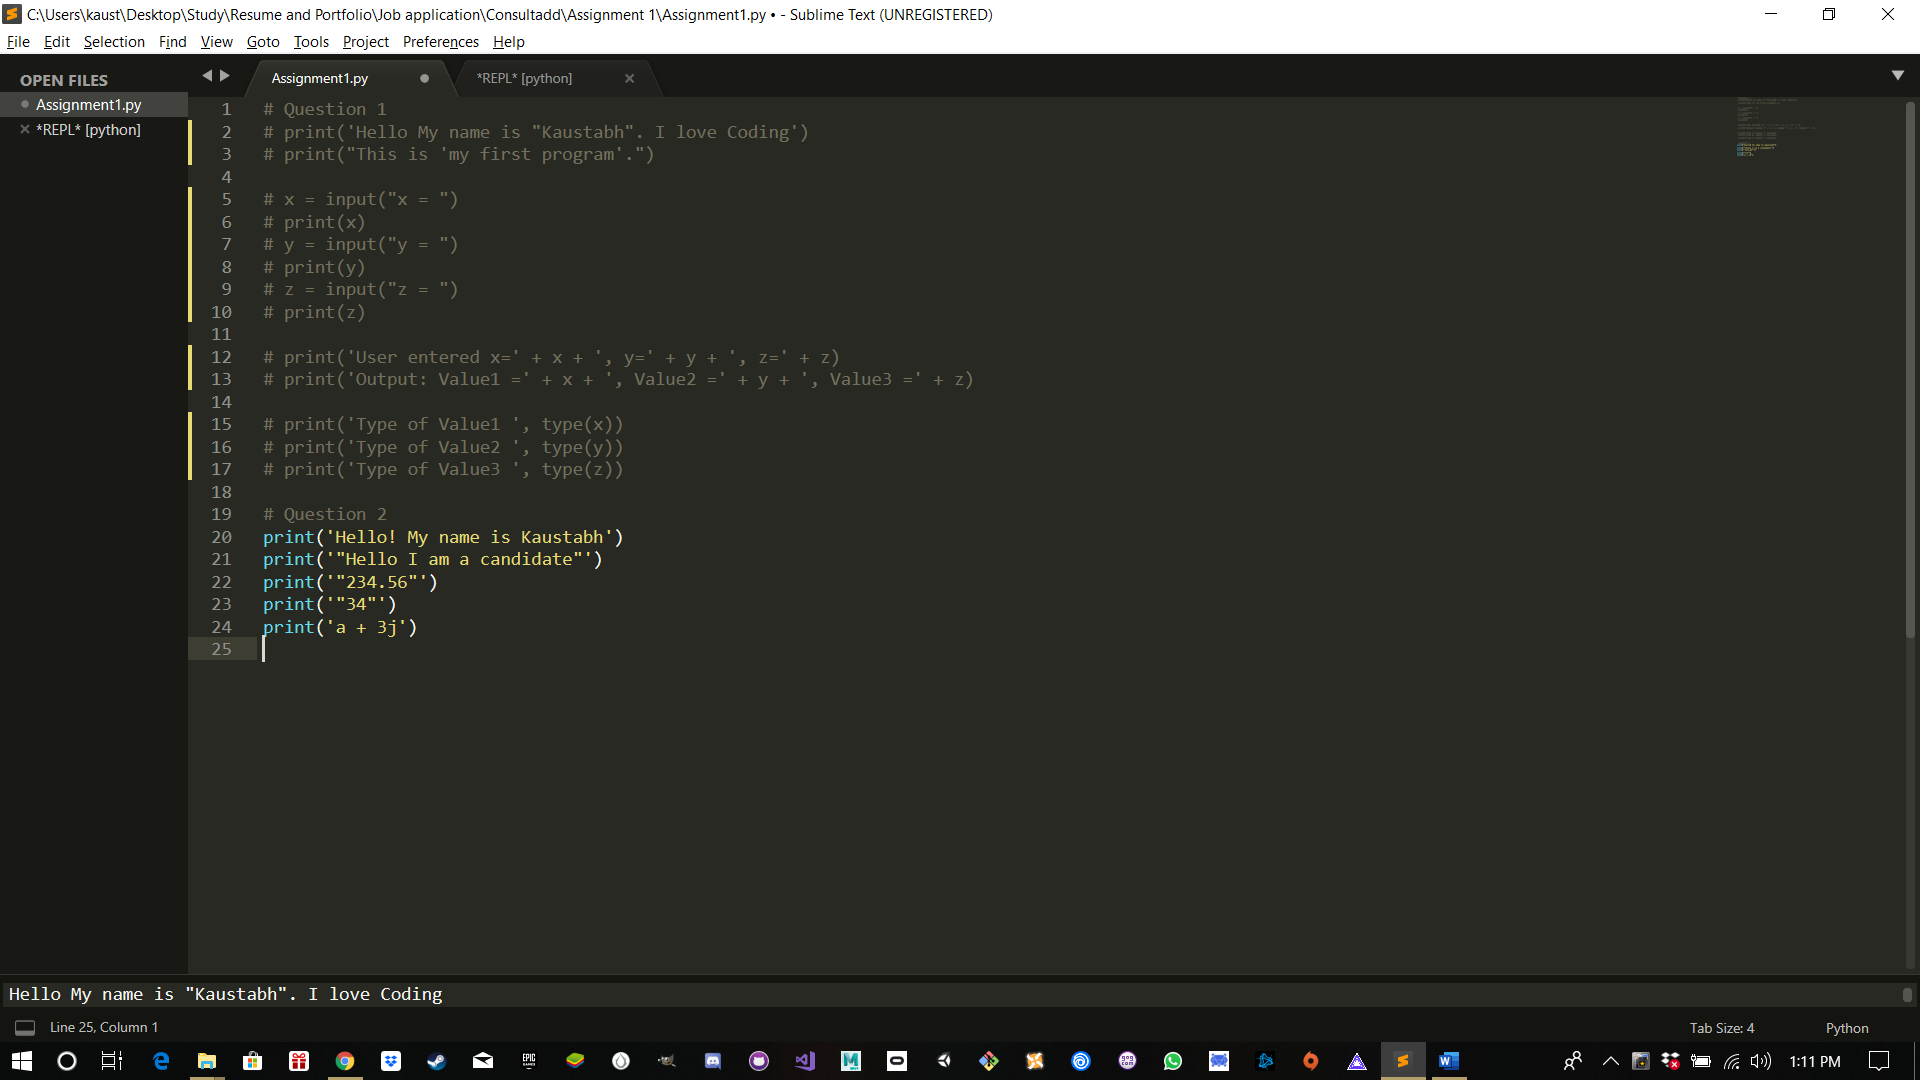 C:\Users\kaust\Desktop\Study\Resume and Portfolio\Job application\Consultadd\Assignment 1\Assignment1.py • - Sublime Text (UNREGISTERED)
File Edit Selection Find View Goto Tools Project Preferences Help
OPEN FILES
Assignment1.py
*REPL* [python]
Assignment1.py
*REPL* [python]
1 # Question 1
2 # print('Hello My name is "Kaustabh". I love Coding')
3 # print("This is 'my first program'.")
4
5 # x = input("x = ")
6 # print(x)
7 # y = input("y = ")
8 # print(y)
9 # z = input("z = ")
10 # print(z)
11
12 # print('User entered x=' + x + ', y=' + y + ', z=' + z)
13 # print('Output: Value1 =' + x + ', Value2 =' + y + ', Value3 =' + z)
14
15 # print('Type of Value1 ', type(x))
16 # print('Type of Value2 ', type(y))
17 # print('Type of Value3 ', type(z))
18
19 # Question 2
20 print('Hello! My name is Kaustabh')
21 print('"Hello I am a candidate"')
22 print('"234.56"')
23 print('"34"')
24 print('a + 3j')
25
Hello My name is "Kaustabh". I love Coding
Line 25, Column 1
Tab Size: 4
Python
1:11 PM